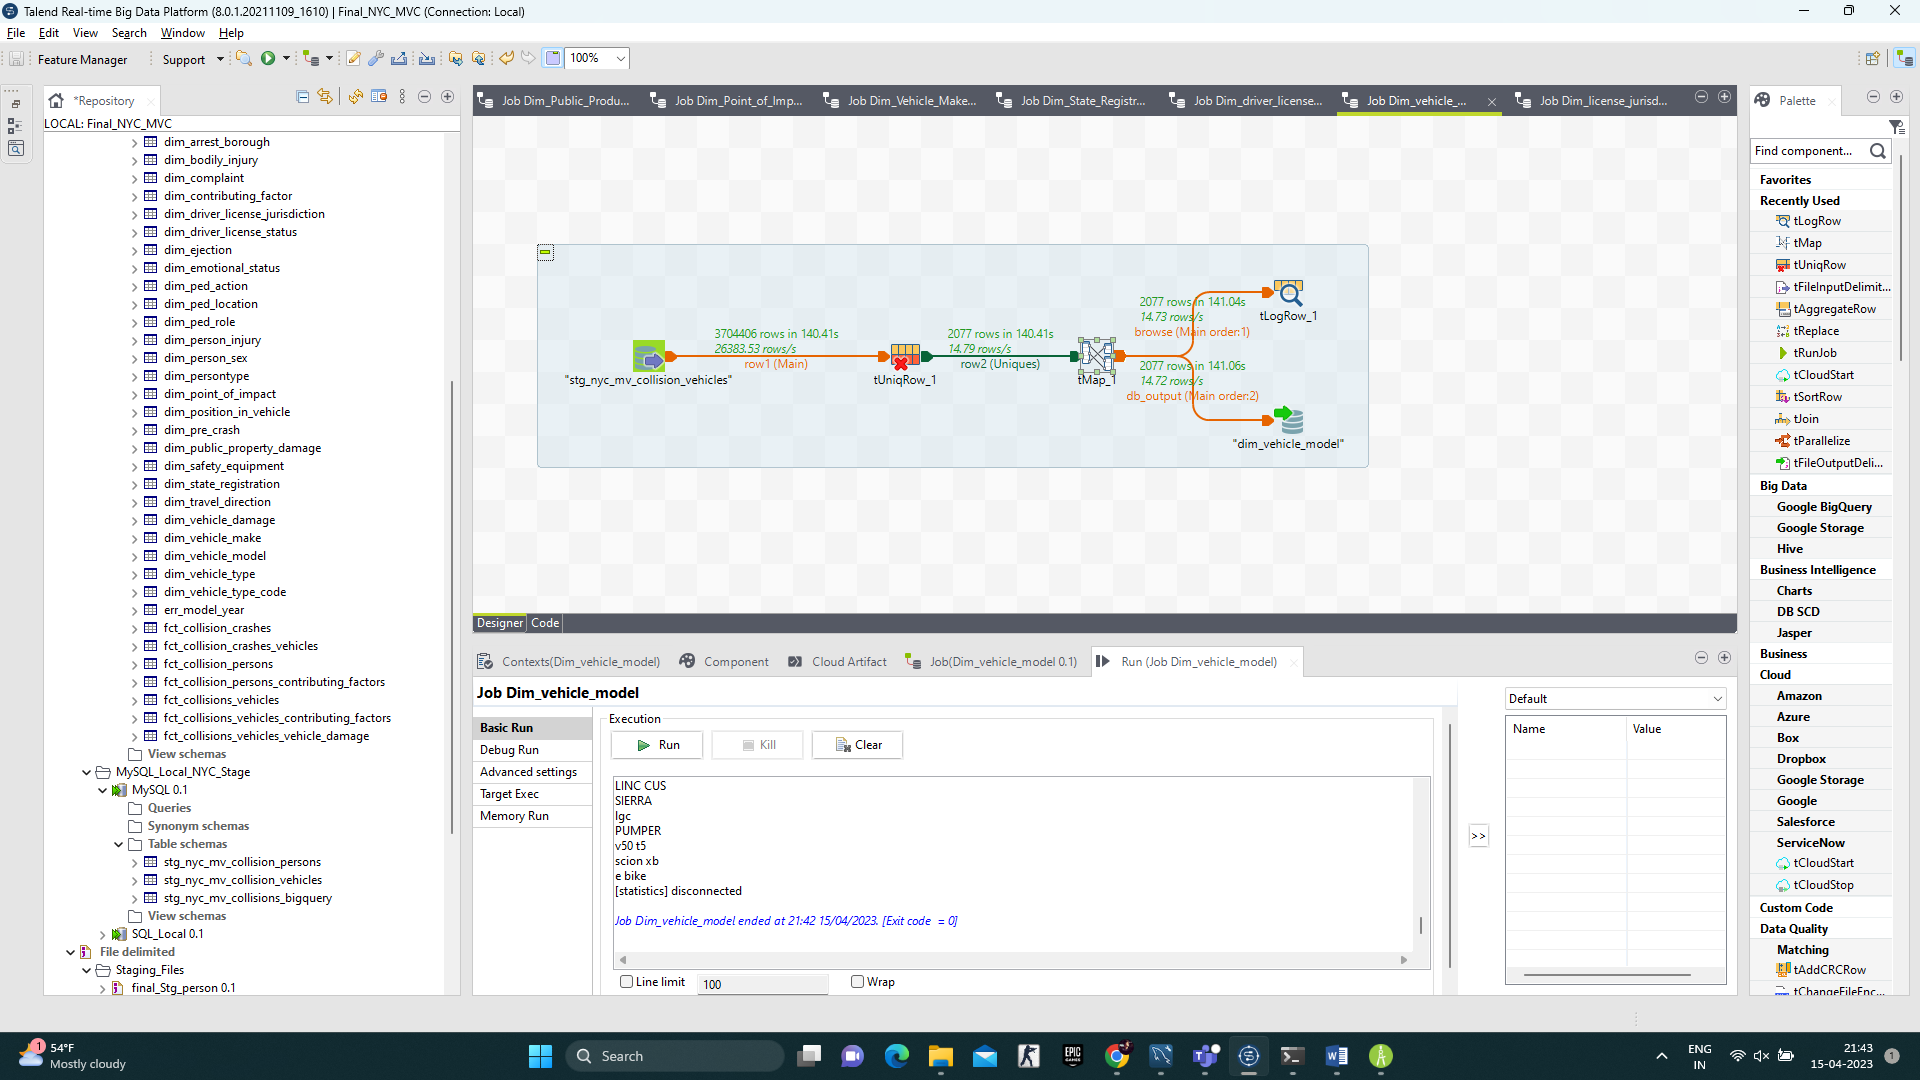 Talend Real-time Big Data Platform (8.0.1.20211109_1610) | Final_NYC_MVC (Connection: Local)
File Edit View Search Window Help
Feature Manager Support 100%
*Repository
LOCAL: Final_NYC_MVC
dim_arrest_borough
dim_bodily_injury
dim_complaint
dim_contributing_factor
dim_driver_license_jurisdiction
dim_driver_license_status
dim_ejection
dim_emotional_status
dim_ped_action
dim_ped_location
dim_ped_role
dim_person_injury
dim_person_sex
dim_persontype
dim_point_of_impact
dim_position_in_vehicle
dim_pre_crash
dim_public_property_damage
dim_safety_equipment
dim_state_registration
dim_travel_direction
dim_vehicle_damage
dim_vehicle_make
dim_vehicle_model
dim_vehicle_type
dim_vehicle_type_code
err_model_year
fct_collision_crashes
fct_collision_crashes_vehicles
fct_collision_persons
fct_collision_persons_contributing_factors
fct_collisions_vehicles
fct_collisions_vehicles_contributing_factors
fct_collisions_vehicles_vehicle_damage
View schemas
MySQL_Local_NYC_Stage
MySQL 0.1
Queries
Synonym schemas
Table schemas
stg_nyc_mv_collision_persons
stg_nyc_mv_collision_vehicles
stg_nyc_mv_collisions_bigquery
View schemas
SQL_Local 0.1
File delimited
Staging_Files
final_Stg_person 0.1
Job Dim_Public_Produ... Job Dim_Point_of_Imp... Job Dim_Vehicle_Make... Job Dim_State_Registr... Job Dim_driver_license... Job Dim_vehicle_... Job Dim_license_jurisd...
"stg_nyc_mv_collision_vehicles"
3704406 rows in 140.41s
26383.53 rows/s
row1 (Main)
tUniqRow_1
2077 rows in 140.41s
14.79 rows/s
row2 (Uniques)
tMap_1
2077 rows in 141.04s
14.73 rows/s
browse (Main order:1)
tLogRow_1
2077 rows in 141.06s
14.72 rows/s
db_output (Main order:2)
"dim_vehicle_model"
Designer Code
Contexts(Dim_vehicle_model) Component Cloud Artifact Job(Dim_vehicle_model 0.1) Run (Job Dim_vehicle_model)
Job Dim_vehicle_model
Basic Run
Debug Run
Advanced settings
Target Exec
Memory Run
Execution
Run Kill Clear
LINC CUS
SIERRA
lgc
PUMPER
v50 t5
scion xb
e bike
[statistics] disconnected
Job Dim_vehicle_model ended at 21:42 15/04/2023. [Exit code = 0]
Line limit 100 Wrap
>>
Default
Name Value
Palette
Find component...
Favorites
Recently Used
tLogRow
tMap
tUniqRow
tFileInputDelimit...
tAggregateRow
tReplace
tRunJob
tCloudStart
tSortRow
tJoin
tParallelize
tFileOutputDeli...
Big Data
Google BigQuery
Google Storage
Hive
Business Intelligence
Charts
DB SCD
Jasper
Business
Cloud
Amazon
Azure
Box
Dropbox
Google Storage
Google
Salesforce
ServiceNow
tCloudStart
tCloudStop
Custom Code
Data Quality
Matching
tAddCRCRow
tChangeFileEnc...
1
54°F
Mostly cloudy
Search
EPIC GAMES
ENG
IN
21:43
15-04-2023
1